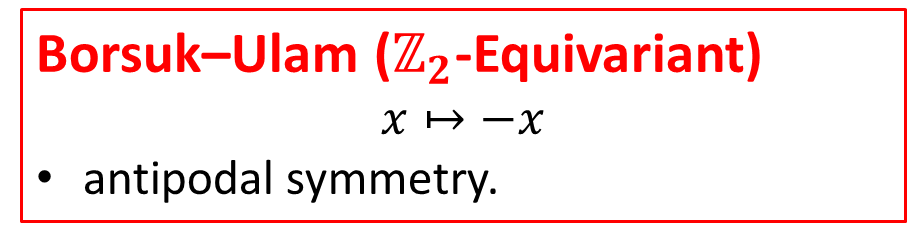 Borsuk–Ulam (ℤ₂-Equivariant)
𝑥 ↦ −𝑥
• antipodal symmetry.